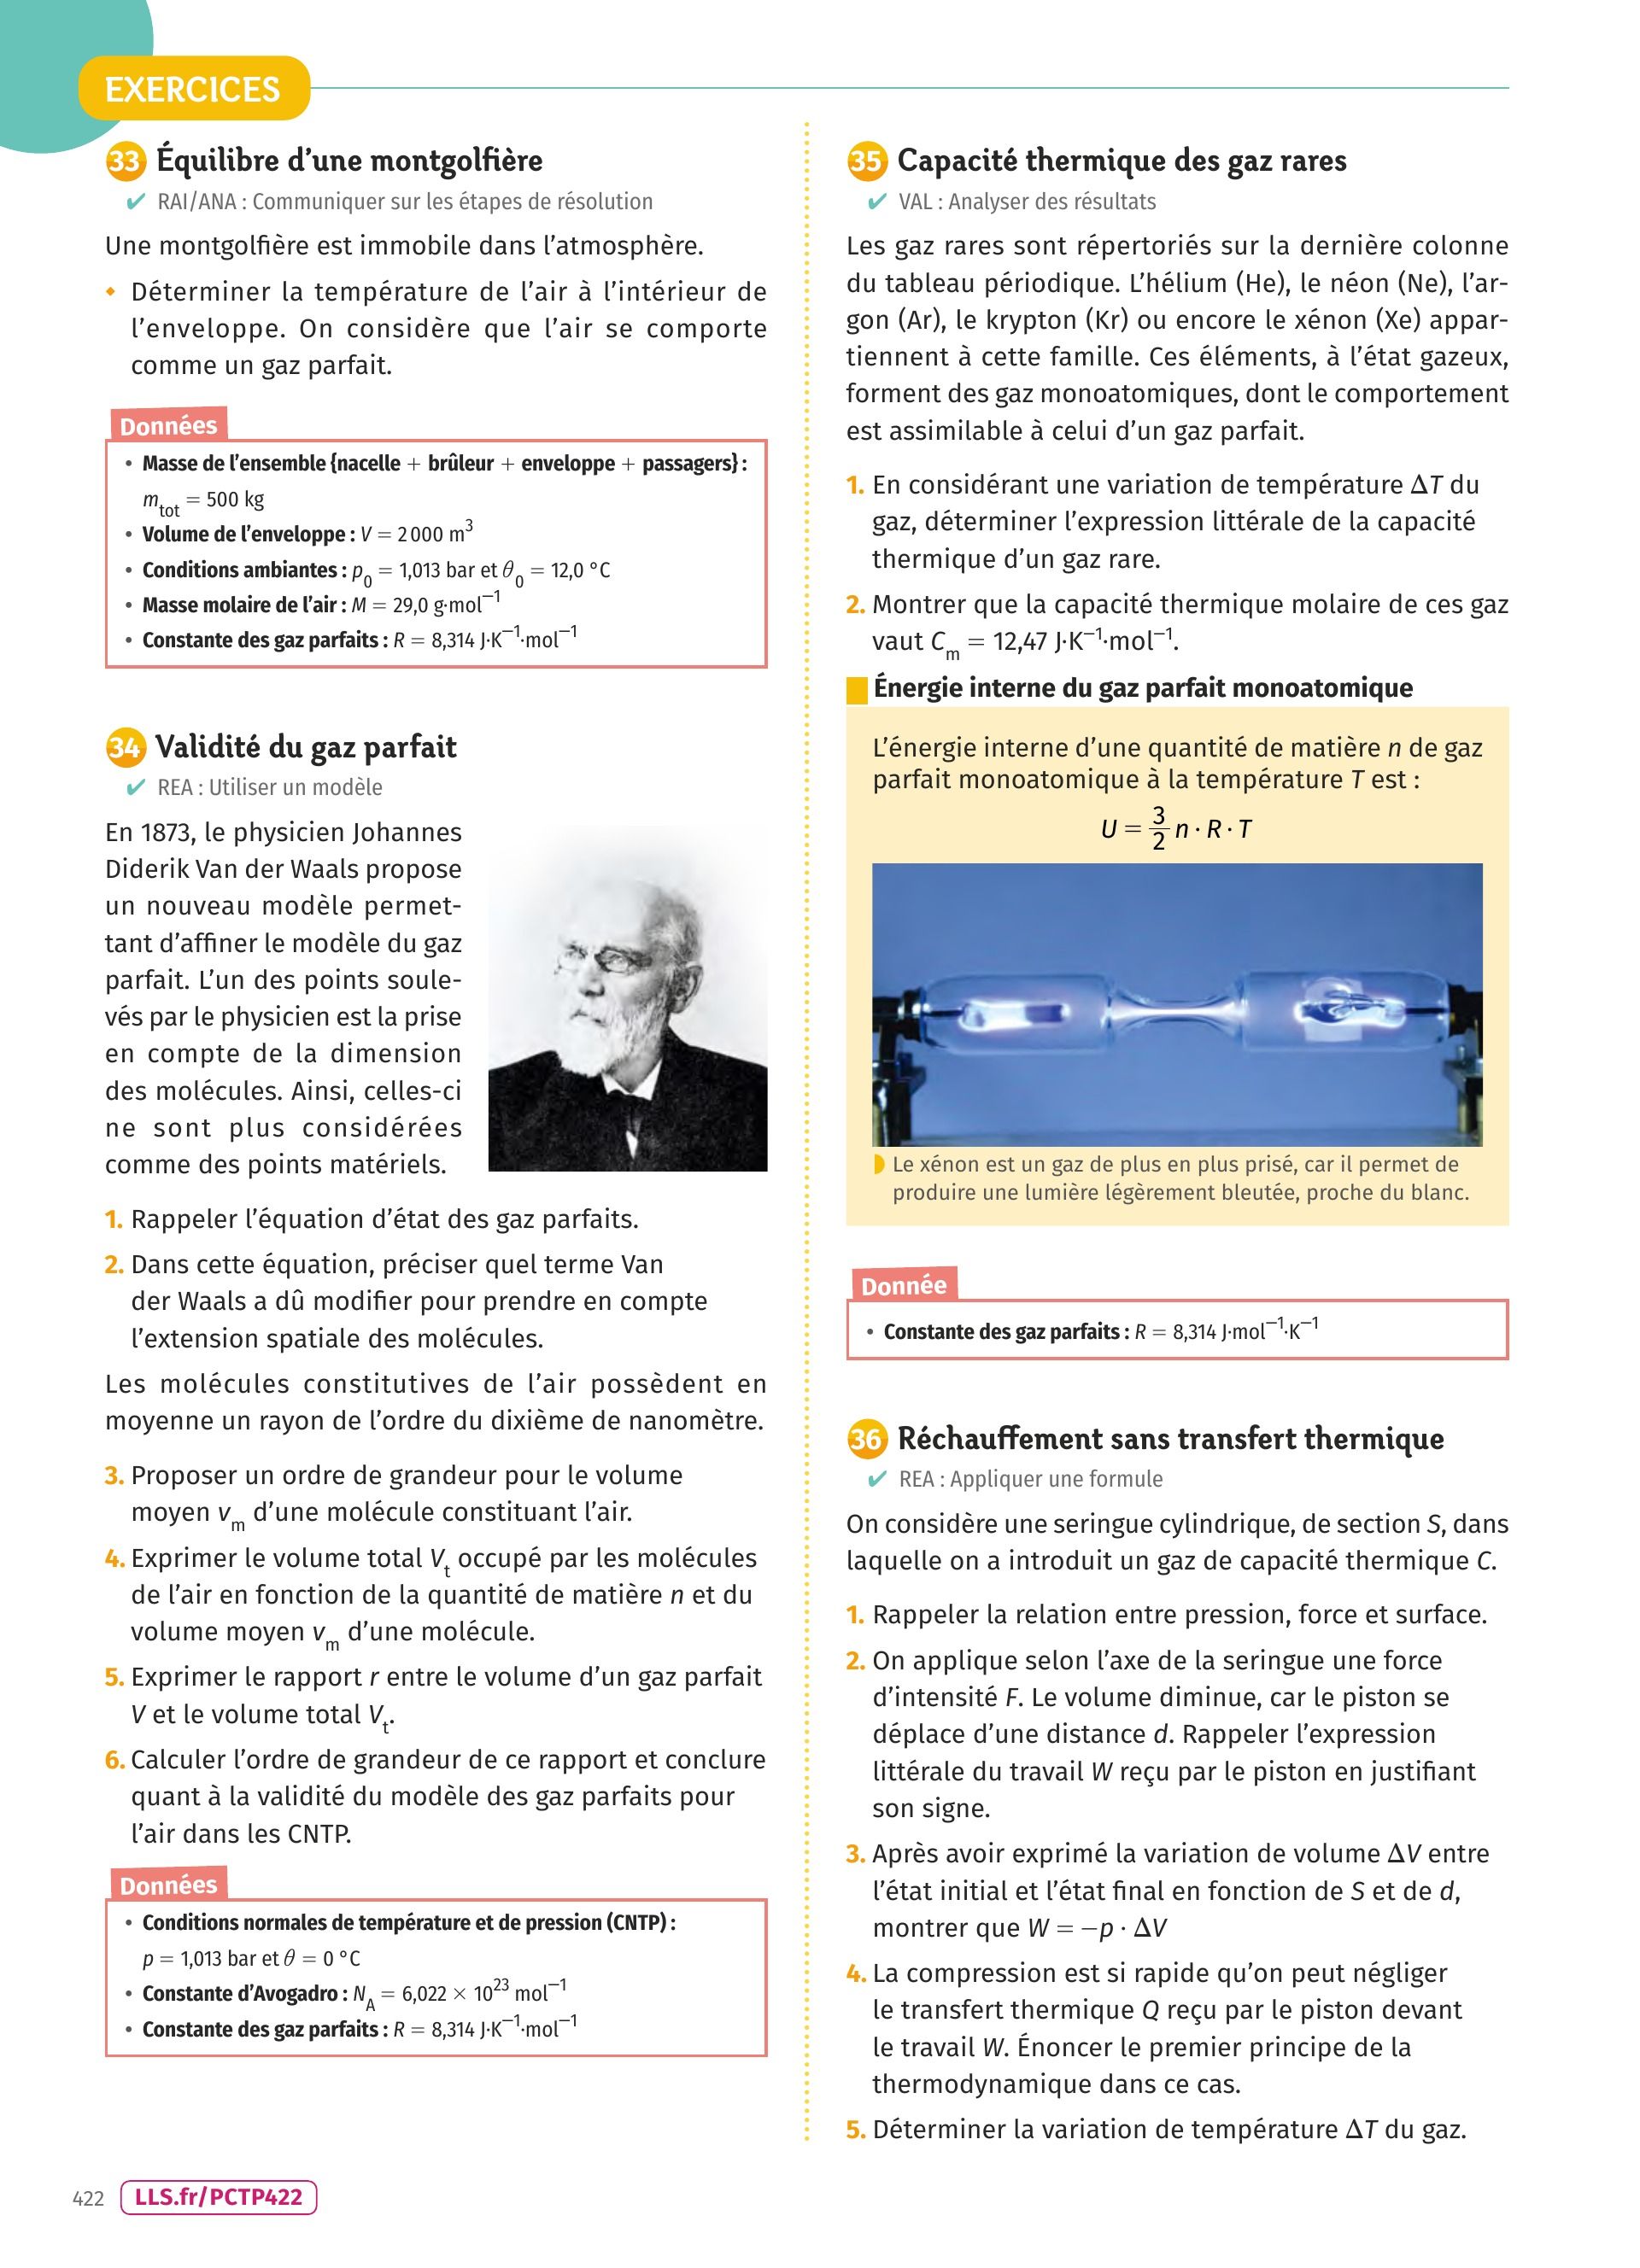 EXERCICES
33 Équilibre d’une montgolfière
✔ RAI/ANA : Communiquer sur les étapes de résolution
Une montgolfière est immobile dans l’atmosphère.
• Déterminer la température de l’air à l’intérieur de
l’enveloppe. On considère que l’air se comporte
comme un gaz parfait.
Données
• Masse de l’ensemble {nacelle + brûleur + enveloppe + passagers} :
m_tot = 500 kg
• Volume de l’enveloppe : V = 2 000 m³
• Conditions ambiantes : p₀ = 1,013 bar et θ₀ = 12,0 °C
• Masse molaire de l’air : M = 29,0 g·mol⁻¹
• Constante des gaz parfaits : R = 8,314 J·K⁻¹·mol⁻¹
34 Validité du gaz parfait
✔ REA : Utiliser un modèle
En 1873, le physicien Johannes
Diderik Van der Waals propose
un nouveau modèle permet-
tant d’affiner le modèle du gaz
parfait. L’un des points soule-
vés par le physicien est la prise
en compte de la dimension
des molécules. Ainsi, celles-ci
ne sont plus considérées
comme des points matériels.
1. Rappeler l’équation d’état des gaz parfaits.
2. Dans cette équation, préciser quel terme Van
der Waals a dû modifier pour prendre en compte
l’extension spatiale des molécules.
Les molécules constitutives de l’air possèdent en
moyenne un rayon de l’ordre du dixième de nanomètre.
3. Proposer un ordre de grandeur pour le volume
moyen v_m d’une molécule constituant l’air.
4. Exprimer le volume total V_t occupé par les molécules
de l’air en fonction de la quantité de matière n et du
volume moyen v_m d’une molécule.
5. Exprimer le rapport r entre le volume d’un gaz parfait
V et le volume total V_t.
6. Calculer l’ordre de grandeur de ce rapport et conclure
quant à la validité du modèle des gaz parfaits pour
l’air dans les CNTP.
Données
• Conditions normales de température et de pression (CNTP) :
p = 1,013 bar et θ = 0 °C
• Constante d’Avogadro : N_A = 6,022 × 10²³ mol⁻¹
• Constante des gaz parfaits : R = 8,314 J·K⁻¹·mol⁻¹
35 Capacité thermique des gaz rares
✔ VAL : Analyser des résultats
Les gaz rares sont répertoriés sur la dernière colonne
du tableau périodique. L’hélium (He), le néon (Ne), l’ar-
gon (Ar), le krypton (Kr) ou encore le xénon (Xe) appar-
tiennent à cette famille. Ces éléments, à l’état gazeux,
forment des gaz monoatomiques, dont le comportement
est assimilable à celui d’un gaz parfait.
1. En considérant une variation de température ΔT du
gaz, déterminer l’expression littérale de la capacité
thermique d’un gaz rare.
2. Montrer que la capacité thermique molaire de ces gaz
vaut C_m = 12,47 J·K⁻¹·mol⁻¹.
Énergie interne du gaz parfait monoatomique
L’énergie interne d’une quantité de matière n de gaz
parfait monoatomique à la température T est :
U = 3/2 n · R · T
Le xénon est un gaz de plus en plus prisé, car il permet de
produire une lumière légèrement bleutée, proche du blanc.
Donnée
• Constante des gaz parfaits : R = 8,314 J·mol⁻¹·K⁻¹
36 Réchauffement sans transfert thermique
✔ REA : Appliquer une formule
On considère une seringue cylindrique, de section S, dans
laquelle on a introduit un gaz de capacité thermique C.
1. Rappeler la relation entre pression, force et surface.
2. On applique selon l’axe de la seringue une force
d’intensité F. Le volume diminue, car le piston se
déplace d’une distance d. Rappeler l’expression
littérale du travail W reçu par le piston en justifiant
son signe.
3. Après avoir exprimé la variation de volume ΔV entre
l’état initial et l’état final en fonction de S et de d,
montrer que W = −p · ΔV
4. La compression est si rapide qu’on peut négliger
le transfert thermique Q reçu par le piston devant
le travail W. Énoncer le premier principe de la
thermodynamique dans ce cas.
5. Déterminer la variation de température ΔT du gaz.
422 LLS.fr/PCTP422